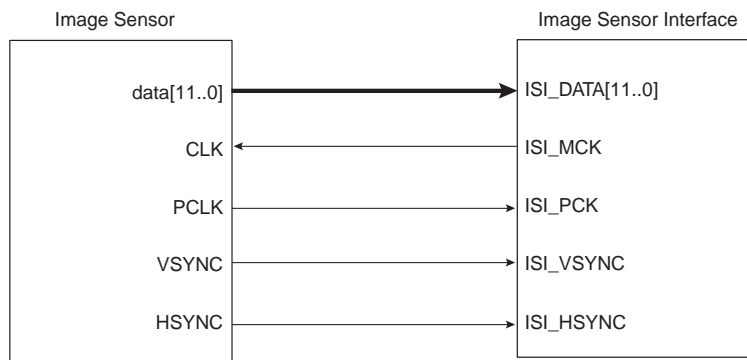 Image Sensor
Image Sensor Interface
data[11..0]
ISI_DATA[11..0]
CLK
ISI_MCK
PCLK
ISI_PCK
VSYNC
ISI_VSYNC
HSYNC
ISI_HSYNC